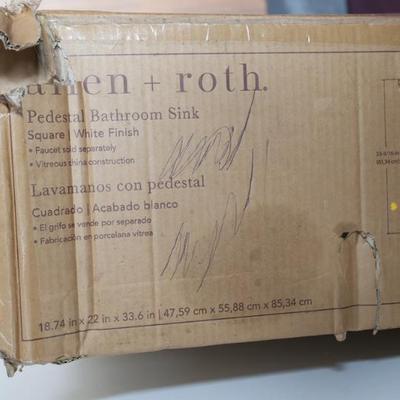 allen + roth.
Pedestal Bathroom Sink
Square | White Finish
• Faucet sold separately
• Vitreous china construction
Lavamanos con pedestal
Cuadrado | Acabado blanco
• El grifo se vende por separado
• Fabricación en porcelana vítrea
18.74 in x 22 in x 33.6 in | 47,59 cm x 55,88 cm x 85,34 cm